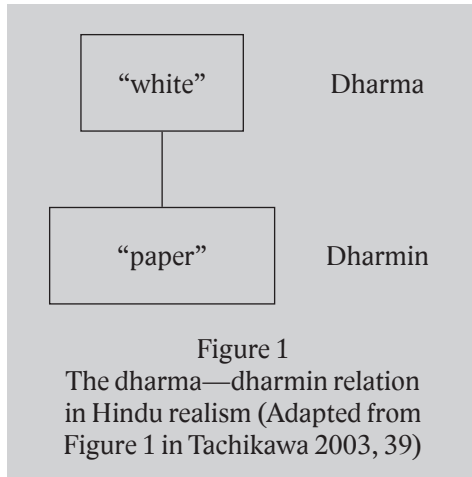 “white” Dharma
“paper” Dharmin
Figure 1
The dharma—dharmin relation
in Hindu realism (Adapted from
Figure 1 in Tachikawa 2003, 39)